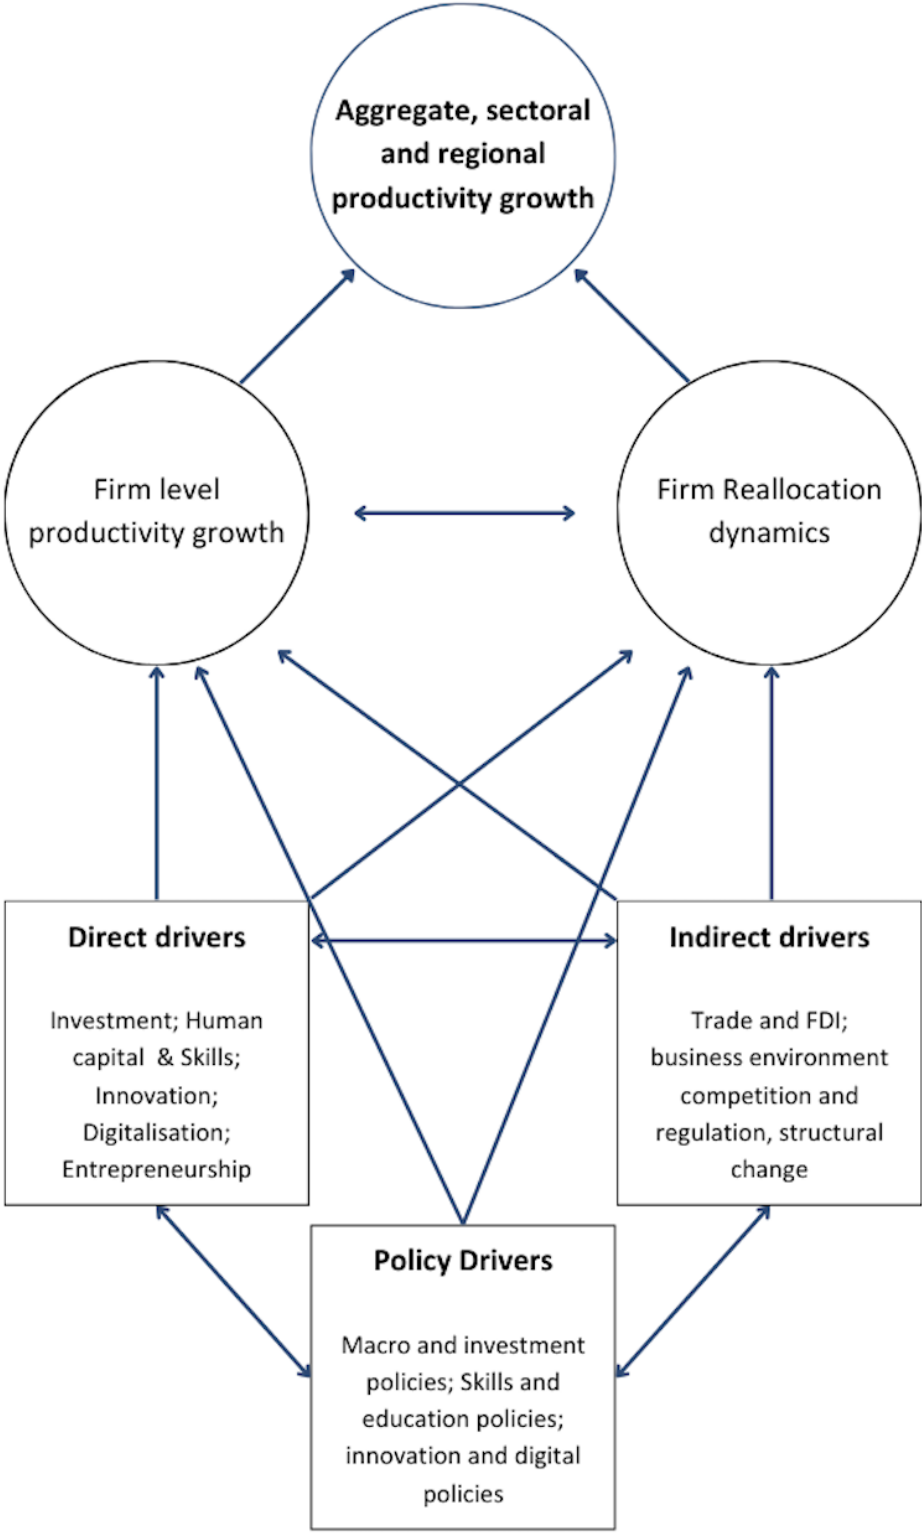 Aggregate, sectoral
and regional
productivity growth
Firm level
productivity growth
Firm Reallocation
dynamics
Direct drivers
Investment; Human
capital & Skills;
Innovation;
Digitalisation;
Entrepreneurship
Indirect drivers
Trade and FDI;
business environment
competition and
regulation, structural
change
Policy Drivers
Macro and investment
policies; Skills and
education policies;
innovation and digital
policies